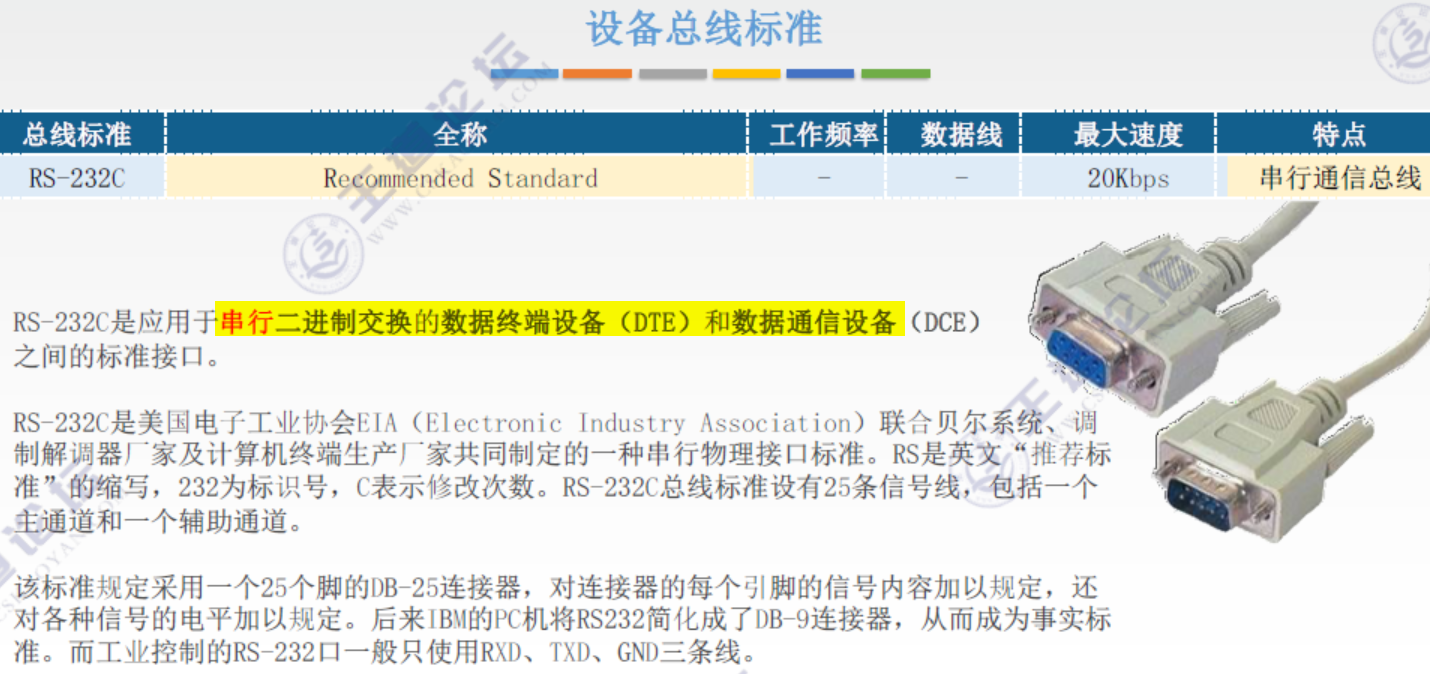 设备总线标准
总线标准 全称 工作频率 数据线 最大速度 特点
RS-232C Recommended Standard - - 20Kbps 串行通信总线
RS-232C是应用于串行二进制交换的数据终端设备（DTE）和数据通信设备（DCE）
之间的标准接口。
RS-232C是美国电子工业协会EIA（Electronic Industry Association）联合贝尔系统、调
制解调器厂家及计算机终端生产厂家共同制定的一种串行物理接口标准。RS是英文“推荐标
准”的缩写，232为标识号，C表示修改次数。RS-232C总线标准设有25条信号线，包括一个
主通道和一个辅助通道。
该标准规定采用一个25个脚的DB-25连接器，对连接器的每个引脚的信号内容加以规定，还
对各种信号的电平加以规定。后来IBM的PC机将RS232简化成了DB-9连接器，从而成为事实标
准。而工业控制的RS-232口一般只使用RXD、TXD、GND三条线。
王道论坛